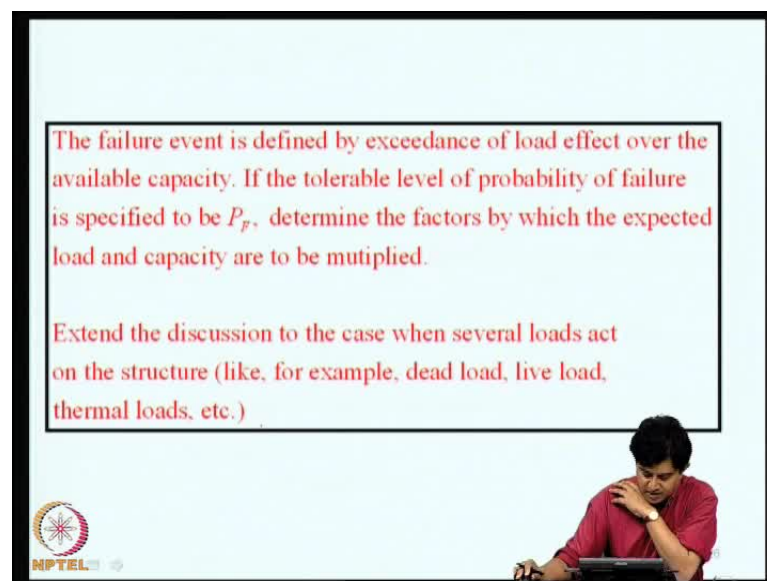 The failure event is defined by exceedance of load effect over the
available capacity. If the tolerable level of probability of failure
is specified to be P_F, determine the factors by which the expected
load and capacity are to be mutiplied.
Extend the discussion to the case when several loads act
on the structure (like, for example, dead load, live load,
thermal loads, etc.)
NPTEL